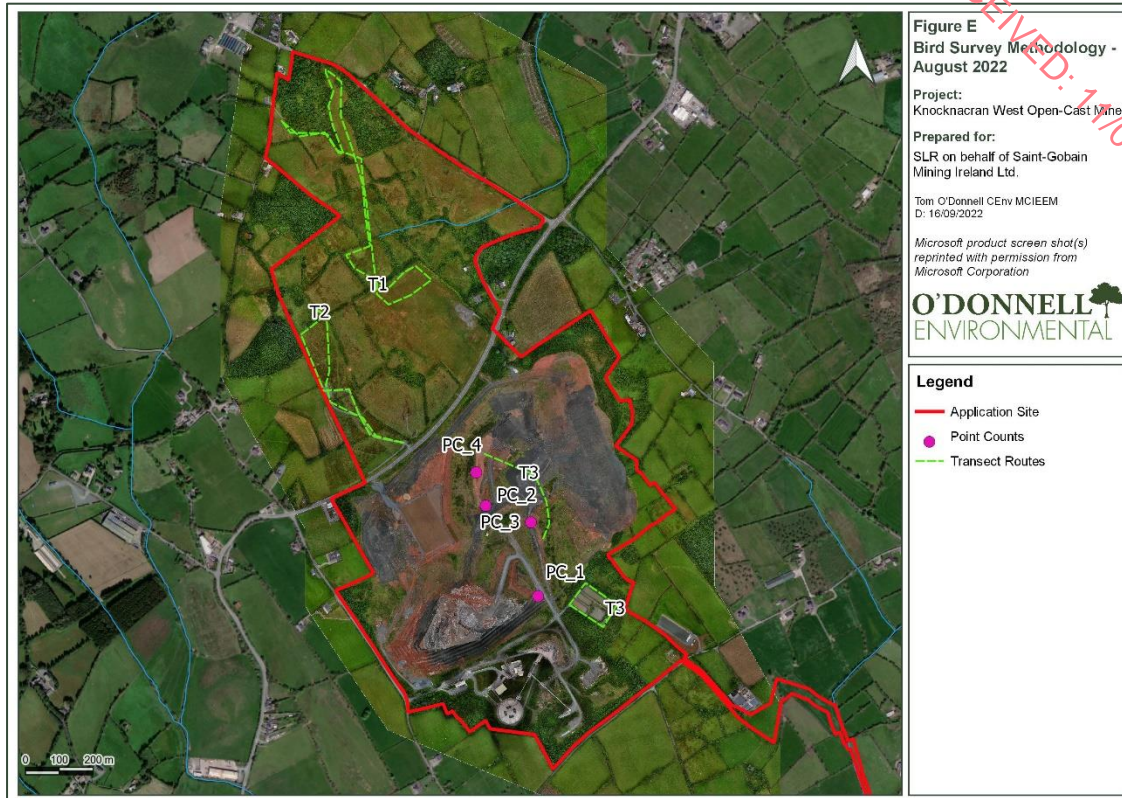 Figure E
Bird Survey Methodology -
August 2022
Project:
Knocknacran West Open-Cast Mine
Prepared for:
SLR on behalf of Saint-Gobain
Mining Ireland Ltd.
Tom O'Donnell CEnv MCIEEM
D: 16/09/2022
Microsoft product screen shot(s)
reprinted with permission from
Microsoft Corporation
O'DONNELL
ENVIRONMENTAL
Legend
Application Site
Point Counts
Transect Routes
T1
T2
PC_4
T3
PC_2
PC_3
PC_1
T3
0 100 200 m